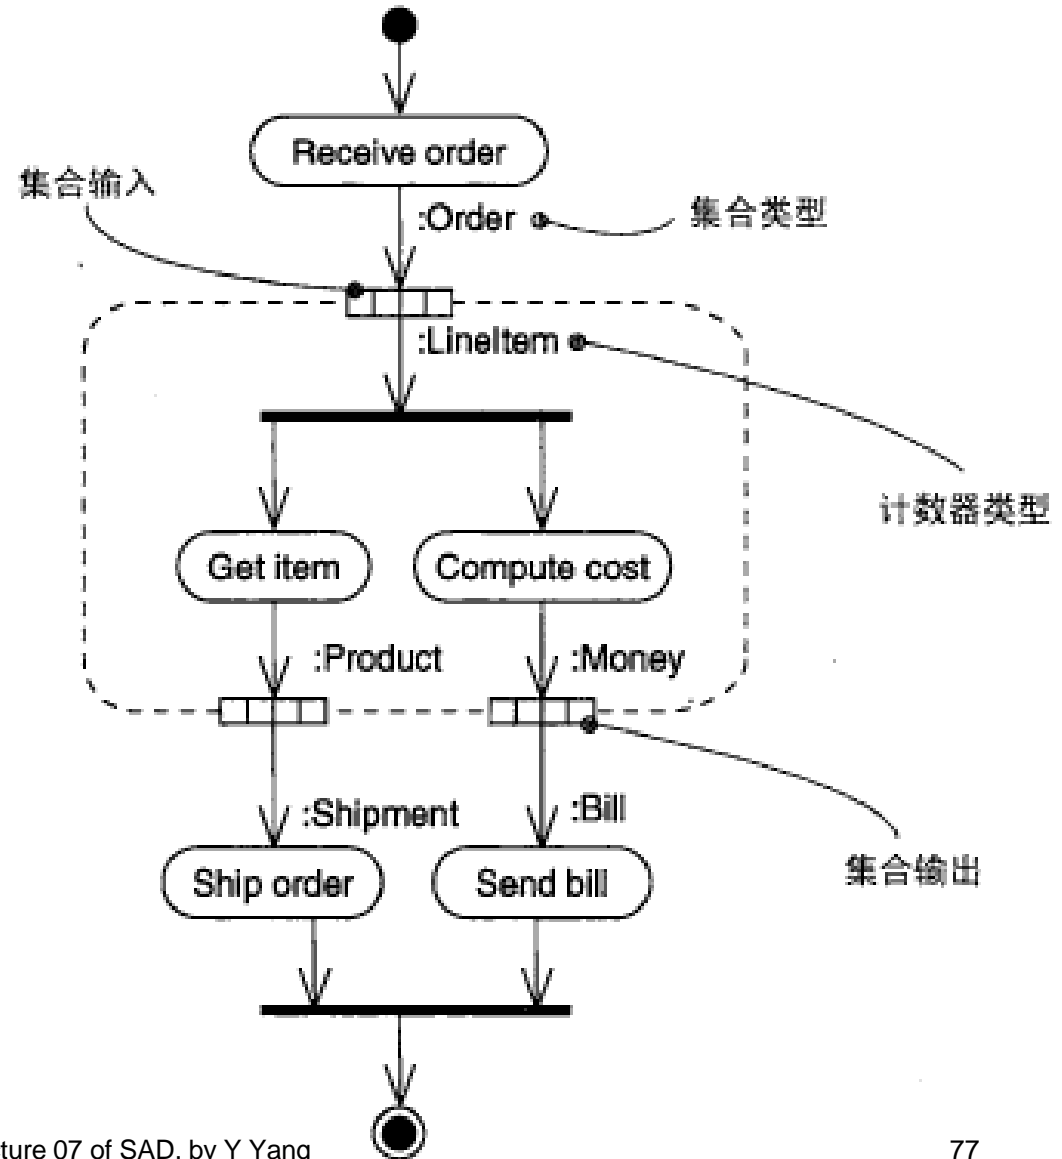 Receive order
集合输入
:Order
集合类型
:LineItem
计数器类型
Get item
Compute cost
:Product
:Money
:Shipment
:Bill
集合输出
Ship order
Send bill
cture 07 of SAD, by Y Yang
77